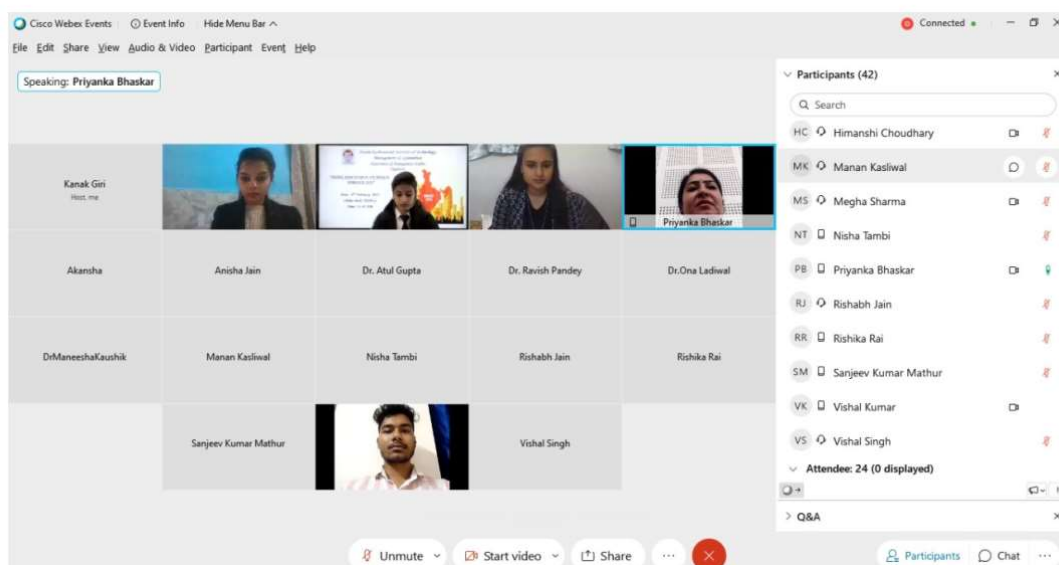 Cisco Webex Events
Event Info
Hide Menu Bar
Connected
File Edit Share View Audio & Video Participant Event Help
Speaking: Priyanka Bhaskar
Kanak Giri
Host, me
Priyanka Bhaskar
Akansha
Anisha Jain
Dr. Atul Gupta
Dr. Ravish Pandey
Dr.Ona Ladiwal
DrManeeshaKaushik
Manan Kasliwal
Nisha Tambi
Rishabh Jain
Rishika Rai
Sanjeev Kumar Mathur
Vishal Singh
Participants (42)
Search
HC Himanshi Choudhary
MK Manan Kasliwal
MS Megha Sharma
NT Nisha Tambi
PB Priyanka Bhaskar
RJ Rishabh Jain
RR Rishika Rai
SM Sanjeev Kumar Mathur
VK Vishal Kumar
VS Vishal Singh
Attendee: 24 (0 displayed)
Q&A
Unmute
Start video
Share
Participants
Chat